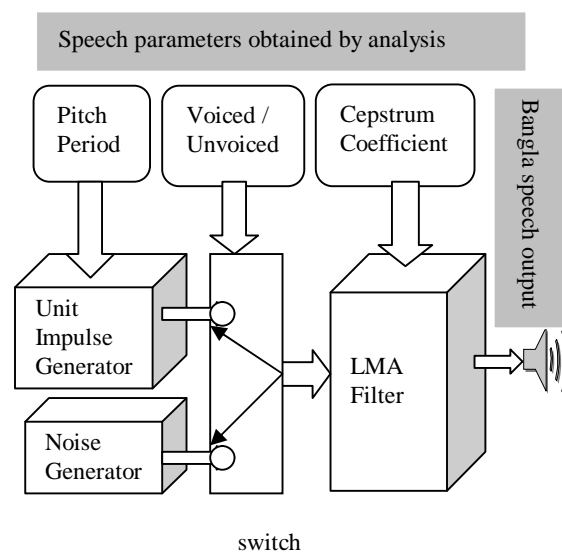 Speech parameters obtained by analysis
Pitch
Period
Voiced /
Unvoiced
Cepstrum
Coefficient
Bangla speech output
Unit
Impulse
Generator
LMA
Filter
Noise
Generator
switch